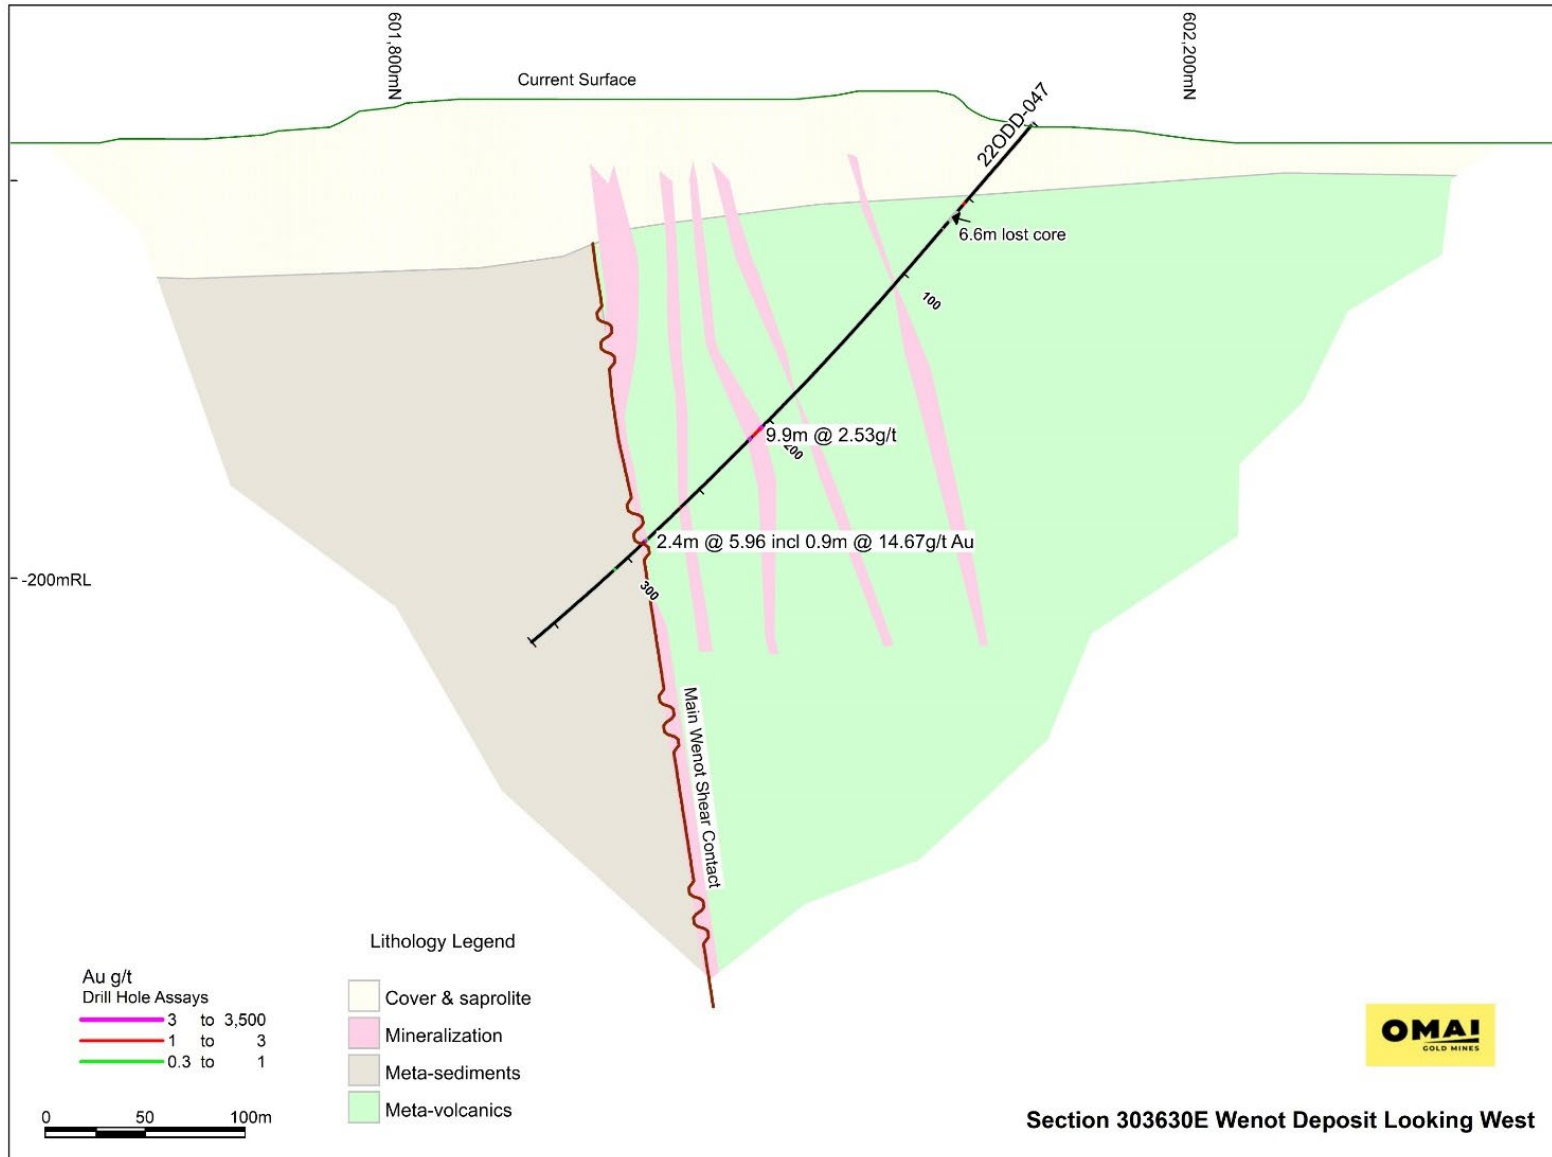 601,800mN
602,200mN
Current Surface
22ODD-047
6.6m lost core
100
9.9m @ 2.53g/t
200
2.4m @ 5.96 incl 0.9m @ 14.67g/t Au
-200mRL
300
Main Wenot Shear Contact
Lithology Legend
Cover & saprolite
Mineralization
Meta-sediments
Meta-volcanics
Au g/t
Drill Hole Assays
3 to 3,500
1 to 3
0.3 to 1
0 50 100m
OMAI
GOLD MINES
Section 303630E Wenot Deposit Looking West